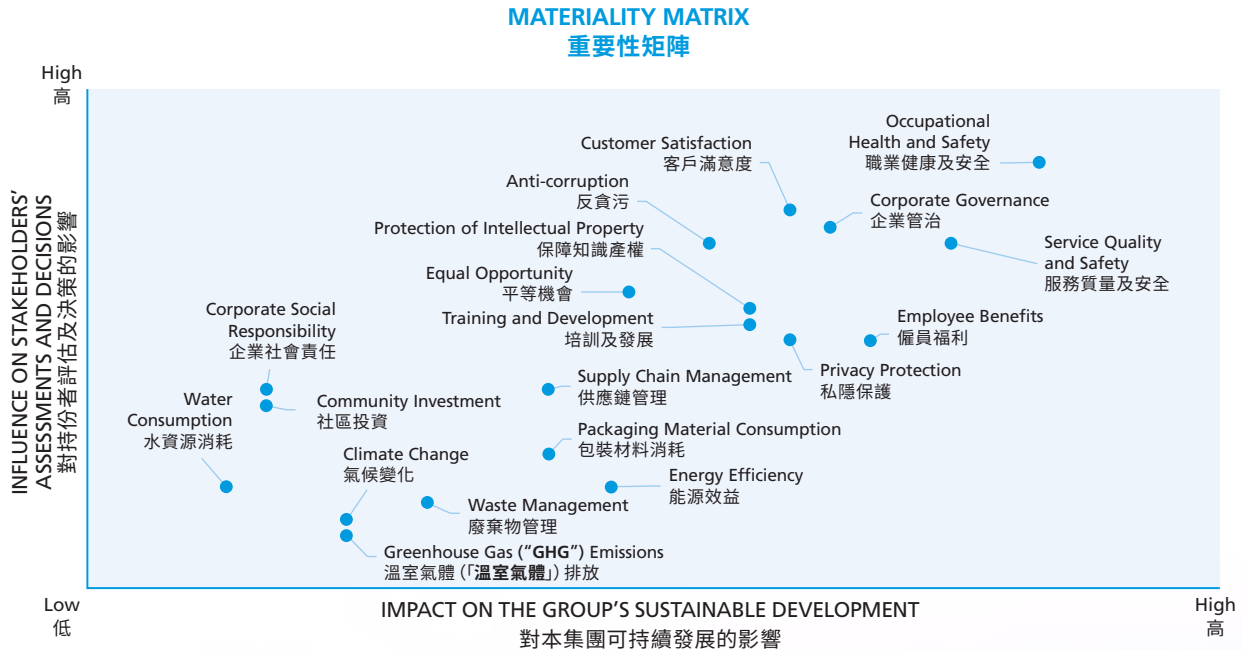 MATERIALITY MATRIX
重要性矩陣
High
高
INFLUENCE ON STAKEHOLDERS'
ASSESSMENTS AND DECISIONS
對持份者評估及決策的影響
Occupational
Health and Safety
職業健康及安全
Customer Satisfaction
客戶滿意度
Anti-corruption
反貪污
Corporate Governance
企業管治
Protection of Intellectual Property
保障知識產權
Service Quality
and Safety
服務質量及安全
Equal Opportunity
平等機會
Training and Development
培訓及發展
Employee Benefits
僱員福利
Corporate Social
Responsibility
企業社會責任
Privacy Protection
私隱保護
Supply Chain Management
供應鏈管理
Water
Consumption
水資源消耗
Community Investment
社區投資
Packaging Material Consumption
包裝材料消耗
Climate Change
氣候變化
Energy Efficiency
能源效益
Waste Management
廢棄物管理
Greenhouse Gas (“GHG”) Emissions
溫室氣體（「溫室氣體」）排放
Low
低
IMPACT ON THE GROUP'S SUSTAINABLE DEVELOPMENT
對本集團可持續發展的影響
High
高